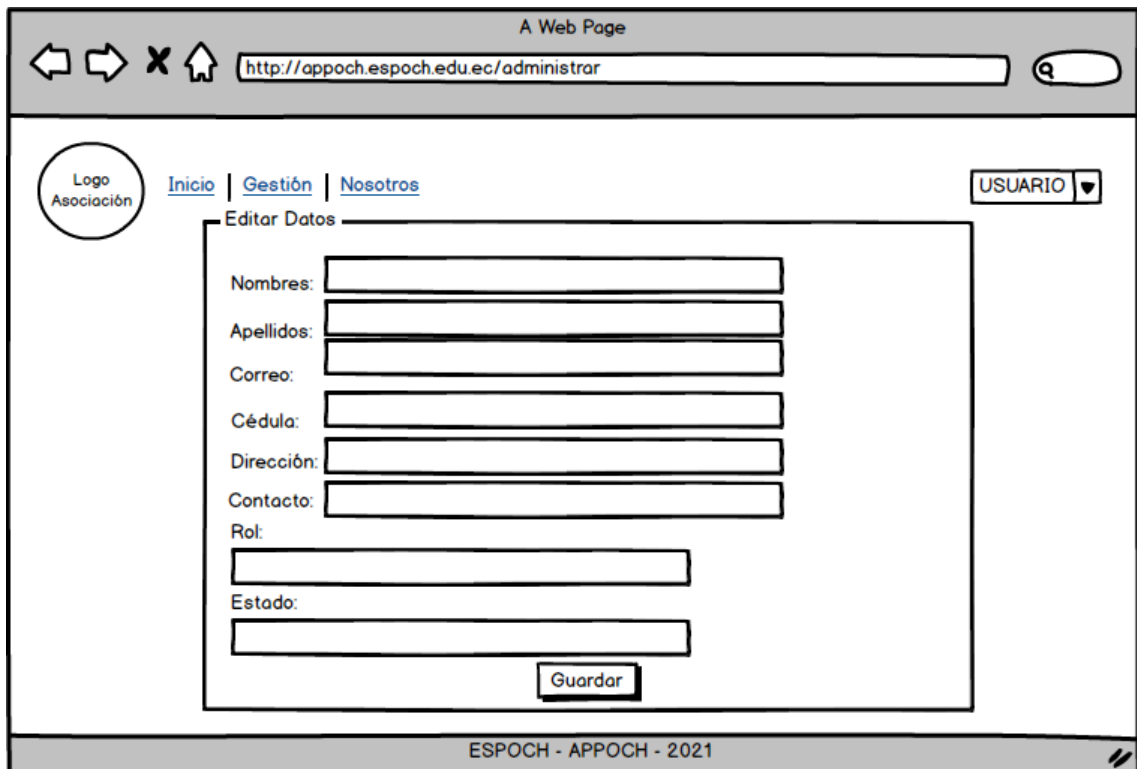 A Web Page
http://appoch.espoch.edu.ec/administrar
Logo
Asociación
Inicio | Gestión | Nosotros
USUARIO
Editar Datos
Nombres:
Apellidos:
Correo:
Cédula:
Dirección:
Contacto:
Rol:
Estado:
Guardar
ESPOCH - APPOCH - 2021